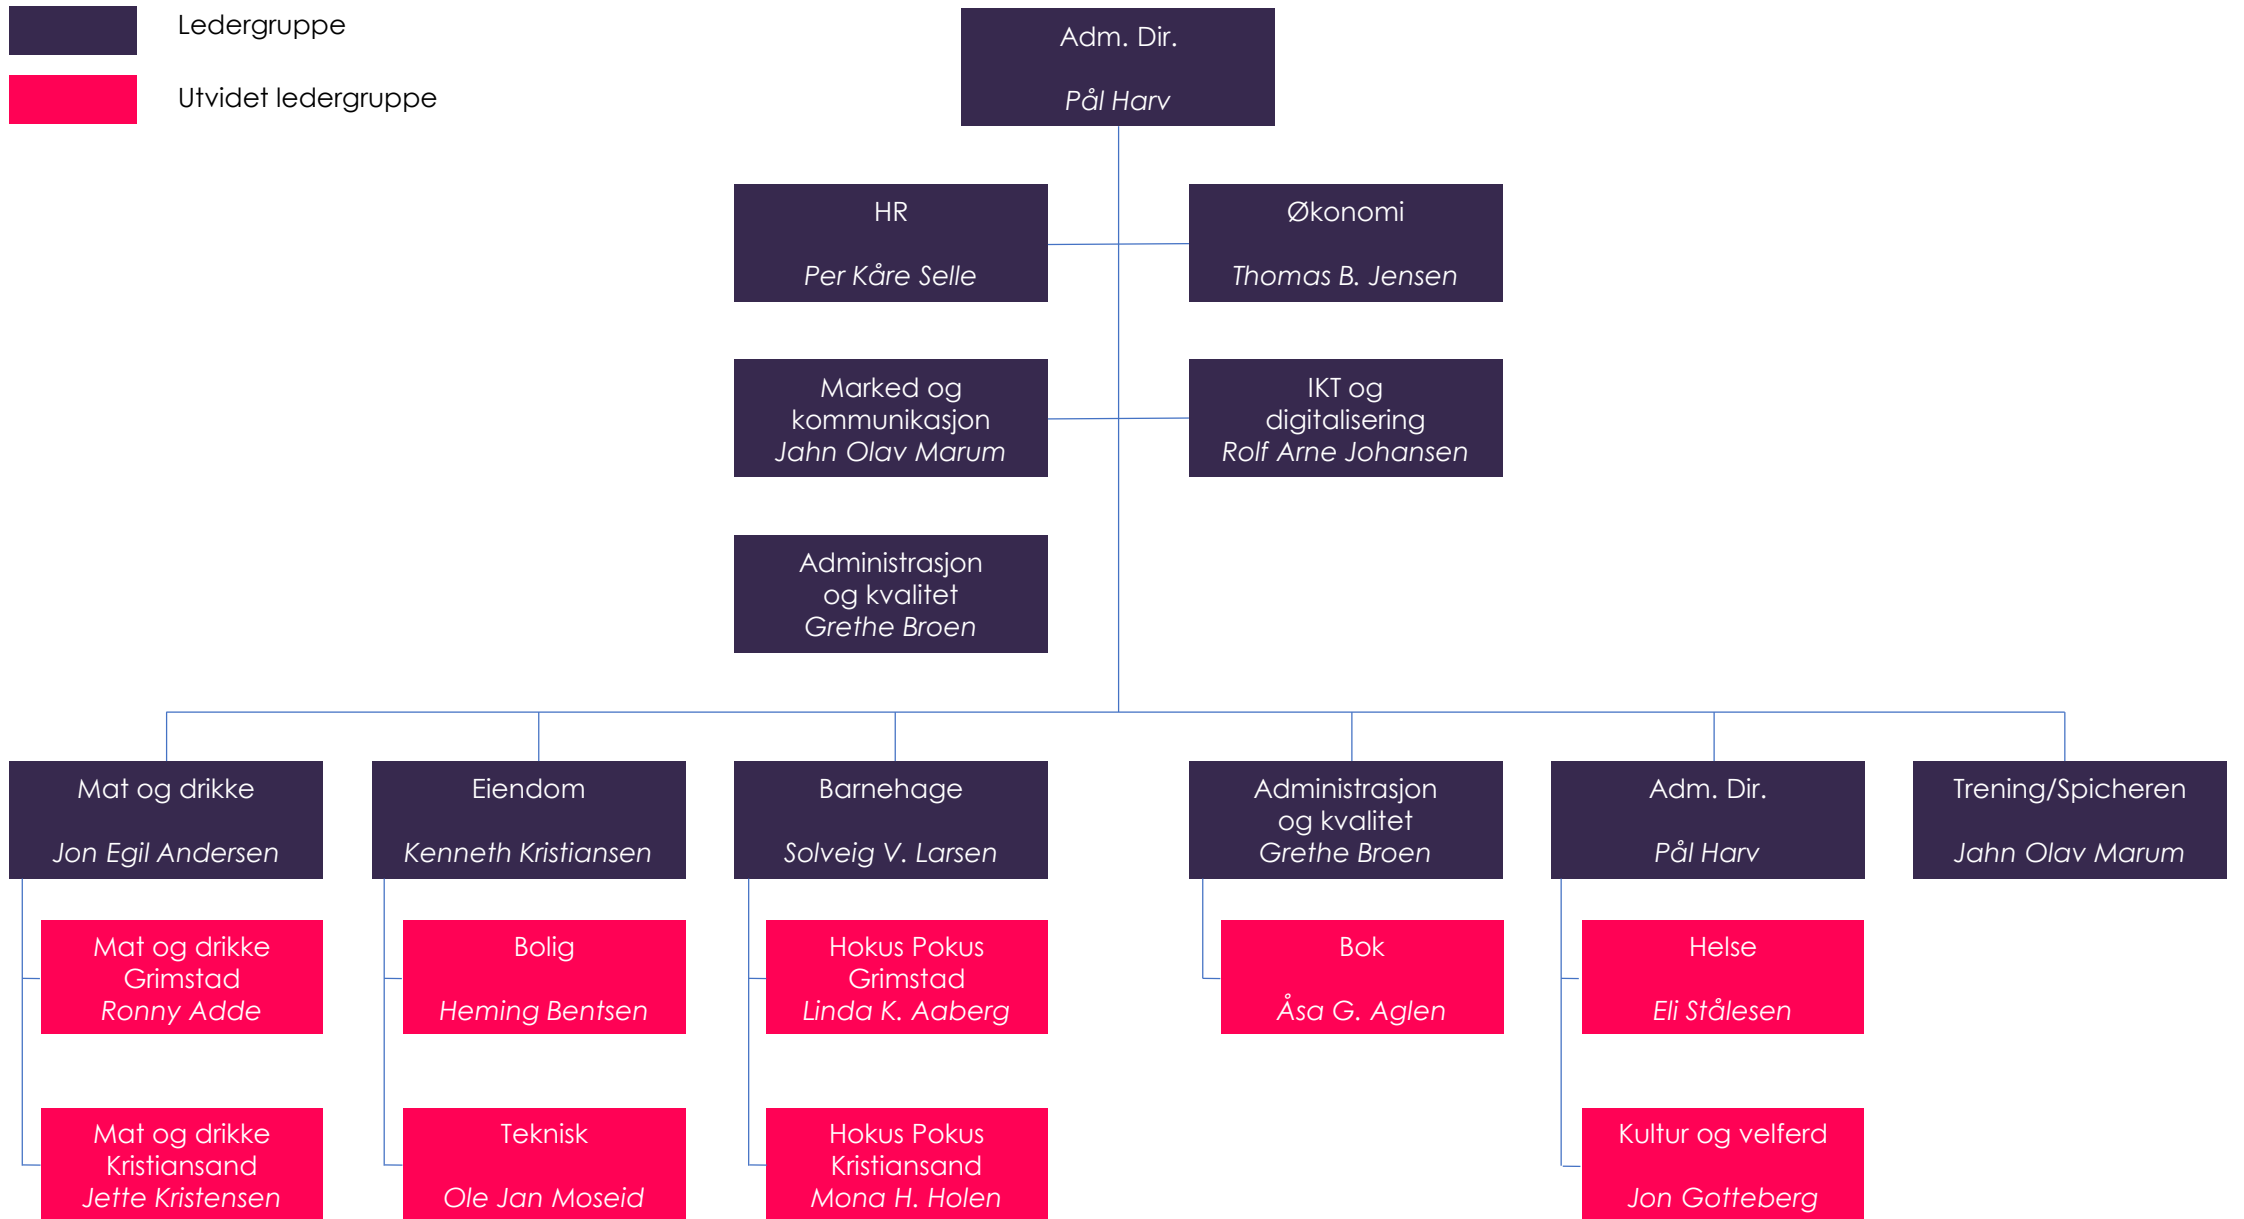 Ledergruppe
Utvidet ledergruppe
Adm. Dir.
Pål Harv
HR
Per Kåre Selle
Økonomi
Thomas B. Jensen
Marked og
kommunikasjon
Jahn Olav Marum
IKT og
digitalisering
Rolf Arne Johansen
Administrasjon
og kvalitet
Grethe Broen
Mat og drikke
Jon Egil Andersen
Eiendom
Kenneth Kristiansen
Barnehage
Solveig V. Larsen
Administrasjon
og kvalitet
Grethe Broen
Adm. Dir.
Pål Harv
Trening/Spicheren
Jahn Olav Marum
Mat og drikke
Grimstad
Ronny Adde
Bolig
Heming Bentsen
Hokus Pokus
Grimstad
Linda K. Aaberg
Bok
Åsa G. Aglen
Helse
Eli Stålesen
Mat og drikke
Kristiansand
Jette Kristensen
Teknisk
Ole Jan Moseid
Hokus Pokus
Kristiansand
Mona H. Holen
Kultur og velferd
Jon Gotteberg